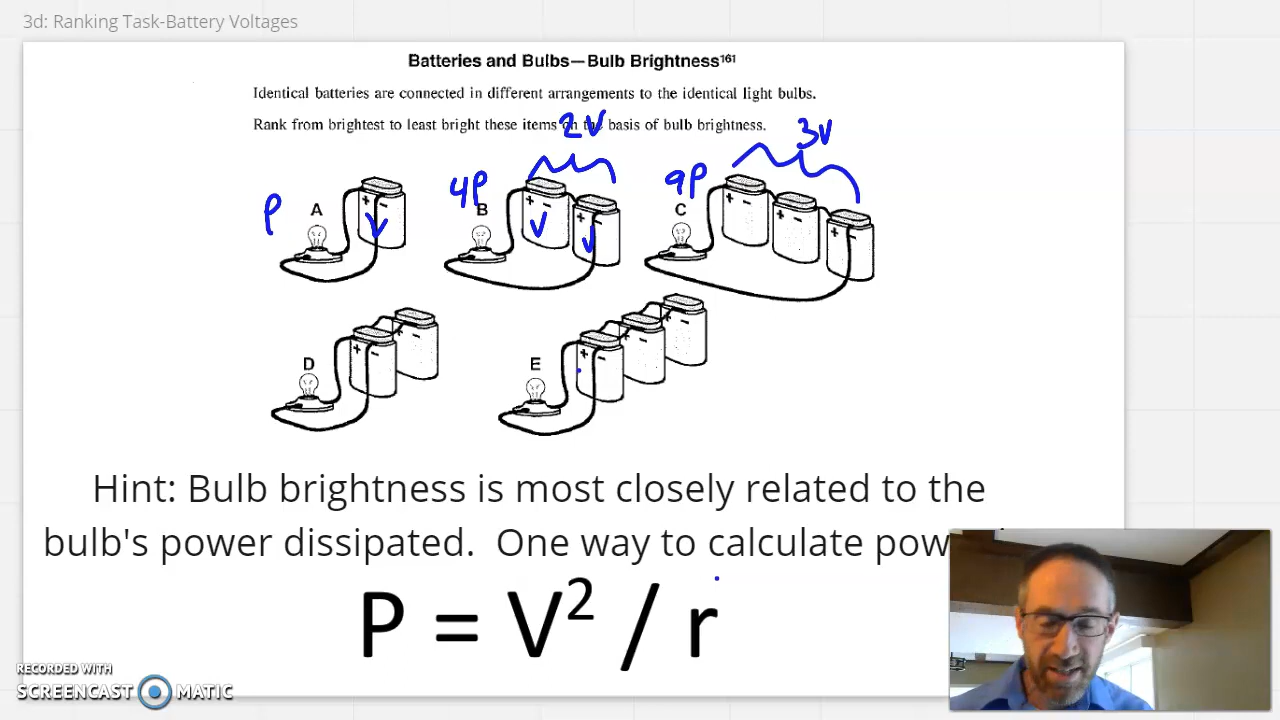 3d: Ranking Task-Battery Voltages
Batteries and Bulbs—Bulb Brightness¹⁶¹
Identical batteries are connected in different arrangements to the identical light bulbs.
Rank from brightest to least bright these items on the basis of bulb brightness.
2V
3V
P
A
+ −
V
4P
B
+ −
V
+ −
V
9P
C
+ −
+ −
+ −
D
+ −
+ −
E
+ −
+ −
+ −
Hint: Bulb brightness is most closely related to the
bulb's power dissipated. One way to calculate pow
P = V² / r
RECORDED WITH
SCREENCAST MATIC